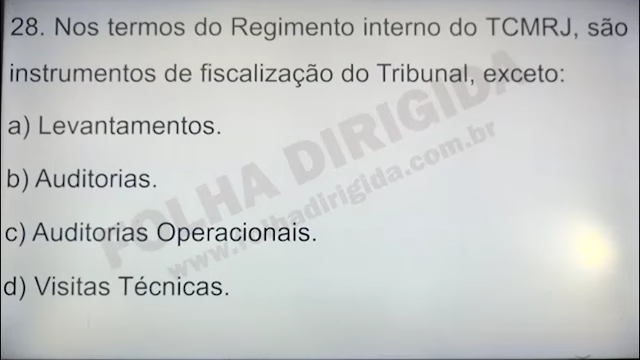 28. Nos termos do Regimento interno do TCMRJ, são
instrumentos de fiscalização do Tribunal, exceto:
a) Levantamentos.
b) Auditorias.
c) Auditorias Operacionais.
d) Visitas Técnicas.
FOLHA DIRIGIDA
www.folhadirigida.com.br